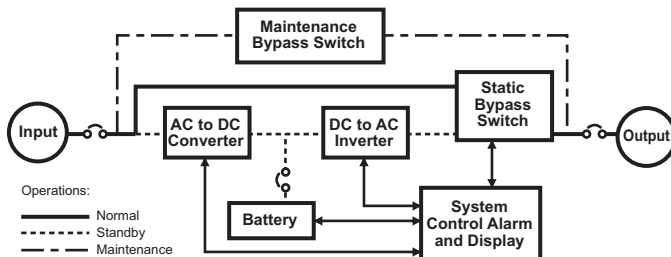 Maintenance
Bypass Switch
Input
AC to DC
Converter
DC to AC
Inverter
Static
Bypass
Switch
Output
Battery
System
Control Alarm
and Display
Operations:
Normal
Standby
Maintenance